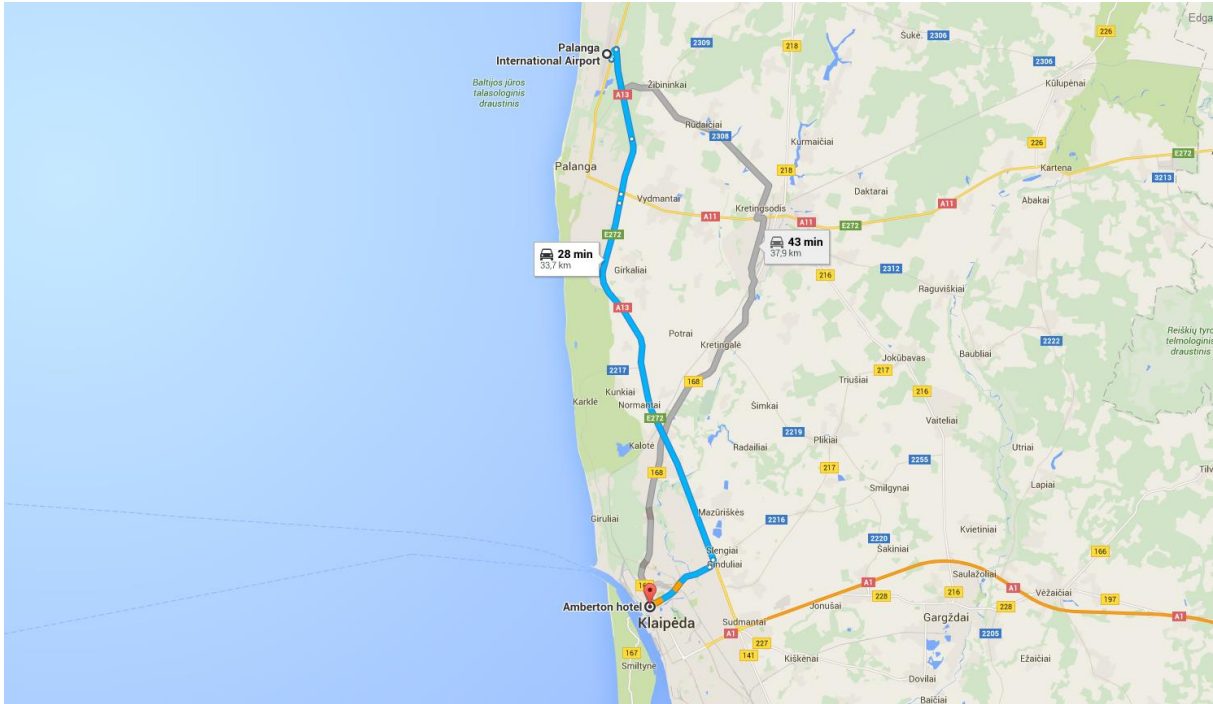 Edga
Šukė
2306
226
2309
218
Palanga
International Airport
2306
Baltijos jūros
talasologinis
draustinis
Žibininkai
Kūlupėnai
A13
Rūdaičiai
2308
Kurmaičiai
226
E272
Palanga
218
Kartena
3213
Daktarai
Vydmantai
Kretingsodis
A11
Abakai
A11
A11
E272
E272
28 min
33,7 km
43 min
37,9 km
Girkaliai
2312
216
Raguviškiai
A13
Potrai
Kretingalė
2222
Reiškių tyro
telmologinis
draustinis
Jokūbavas
Baubliai
2217
217
168
Triušiai
Kunkiai
216
Karklė
Normantai
Šimkai
E272
Vaiteliai
2219
Plikiai
Kalotė
Radailiai
Utriai
2255
217
168
Lapiai
Smilgynai
Mazūriškės
Giruliai
2216
Kvietiniai
2220
166
Slengiai
Šakiniai
Ginduliai
Saulažoliai
A1
A1
Vėžaičiai
228
216
197
Amberton hotel
Jonušai
228
Klaipėda
Sudmantai
Gargždai
A1
A1
2205
227
167
141
Kiškėnai
Ežaičiai
Smiltynė
Dovilai
Baičiai